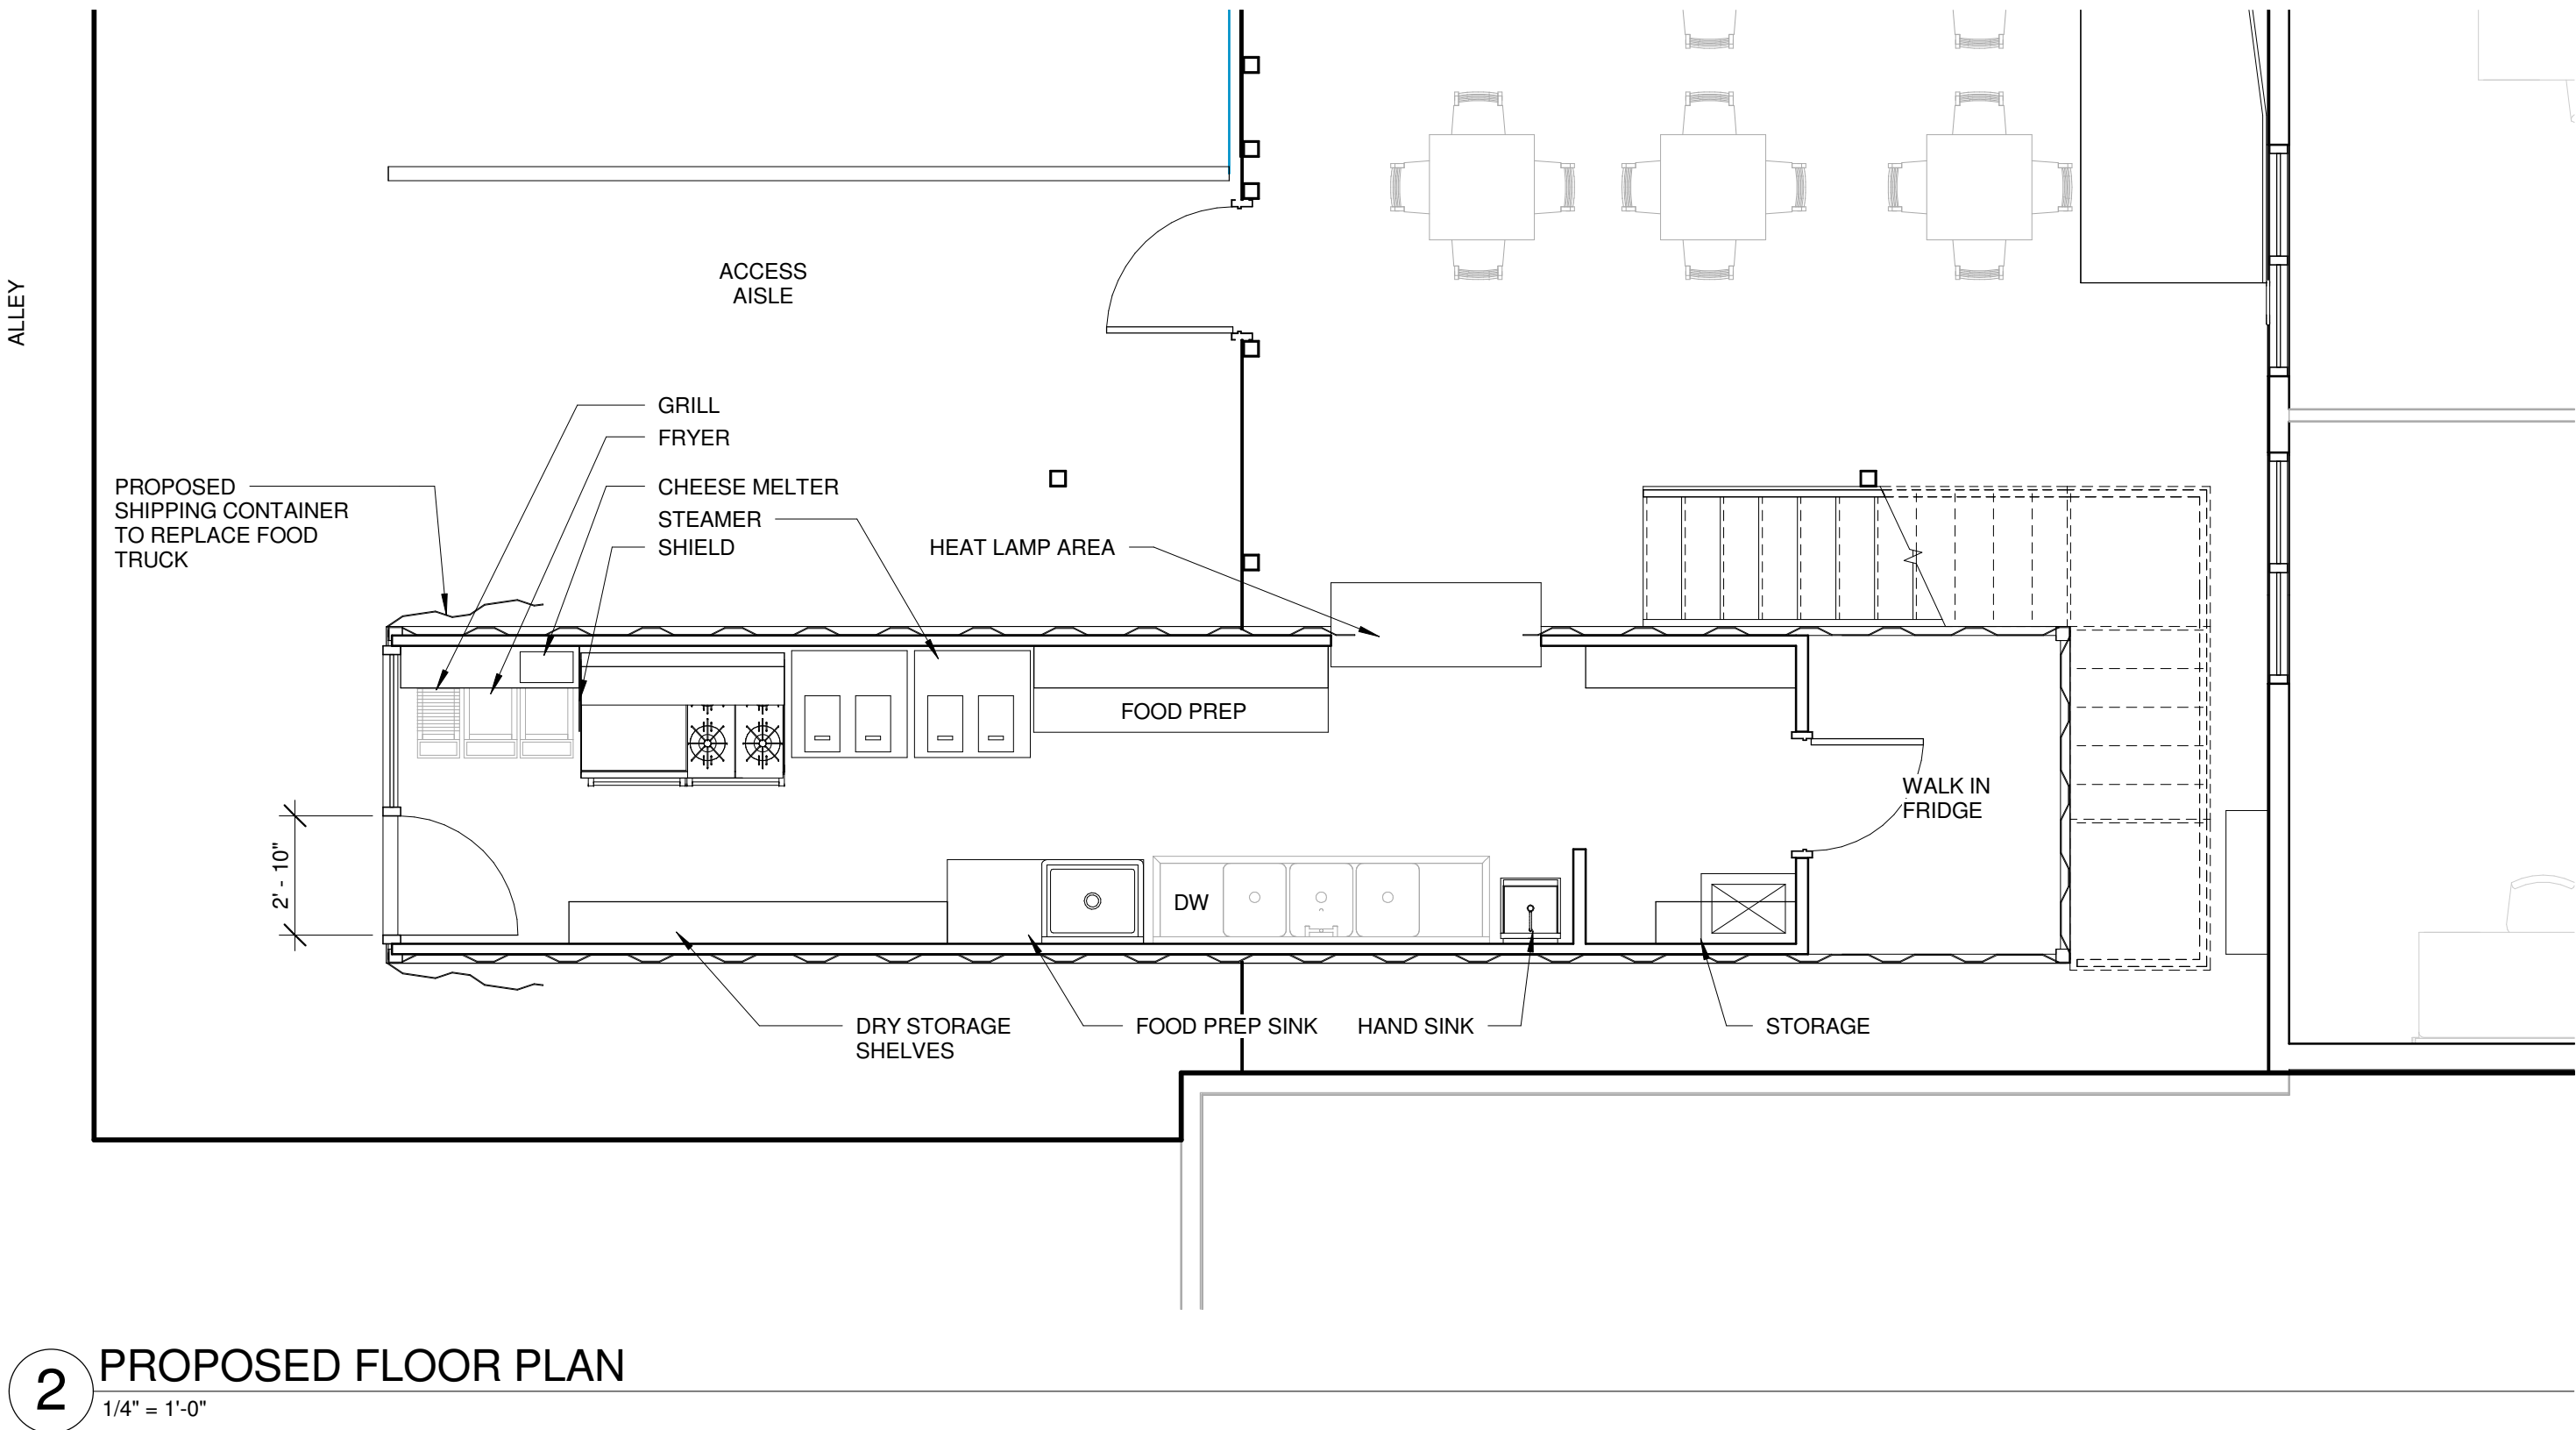 ALLEY
ACCESS
AISLE
GRILL
FRYER
CHEESE MELTER
STEAMER
SHIELD
PROPOSED
SHIPPING CONTAINER
TO REPLACE FOOD
TRUCK
HEAT LAMP AREA
FOOD PREP
WALK IN
FRIDGE
2' - 10"
DW
DRY STORAGE
SHELVES
FOOD PREP SINK
HAND SINK
STORAGE
2
PROPOSED FLOOR PLAN
1/4" = 1'-0"